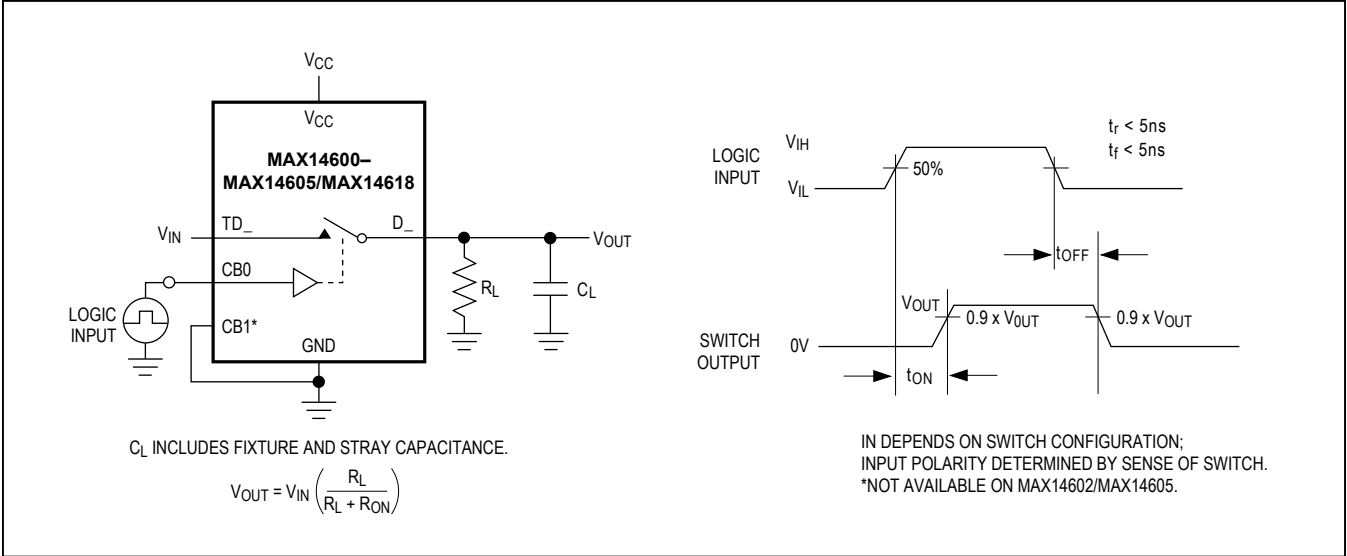 VCC
VCC
MAX14600–
MAX14605/MAX14618
VIN
TD_
D_
VOUT
CB0
RL
CL
LOGIC
INPUT
CB1*
GND
CL INCLUDES FIXTURE AND STRAY CAPACITANCE.
VOUT = VIN ( RL / RL + RON )
LOGIC
INPUT
VIH
VIL
50%
tr < 5ns
tf < 5ns
tOFF
SWITCH
OUTPUT
VOUT
0V
0.9 x V0UT
0.9 x VOUT
tON
IN DEPENDS ON SWITCH CONFIGURATION;
INPUT POLARITY DETERMINED BY SENSE OF SWITCH.
*NOT AVAILABLE ON MAX14602/MAX14605.